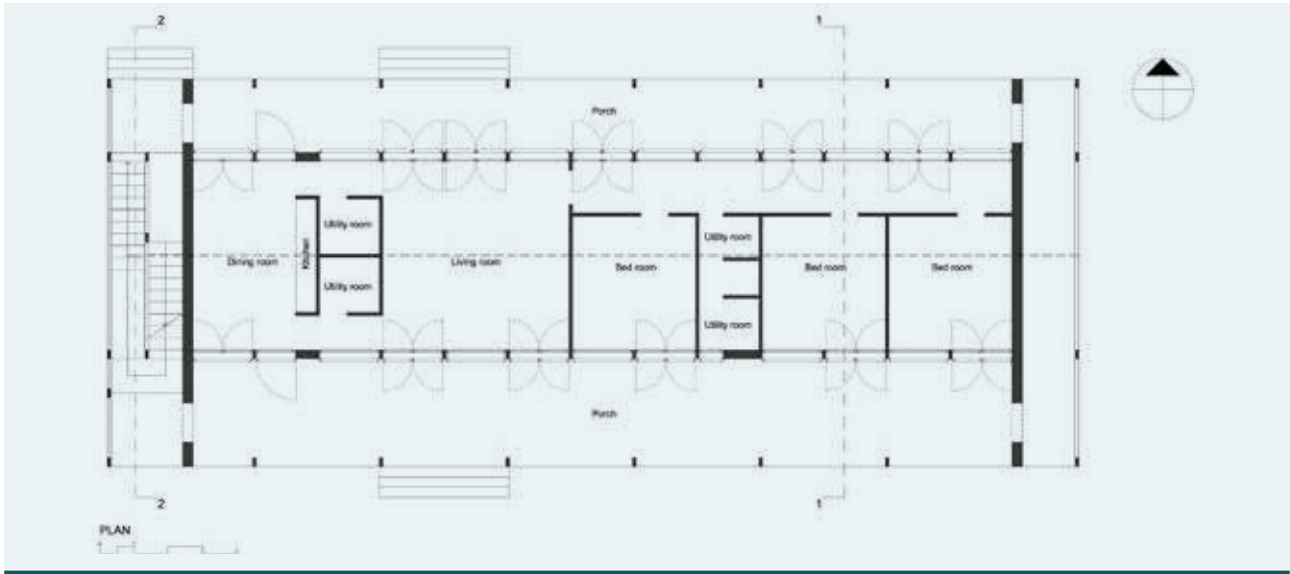 2
1
Porch
Utility room
Kitchen
Dining room
Living room
Utility room
Bed room
Utility room
Bed room
Bed room
Utility room
Porch
2
1
PLAN